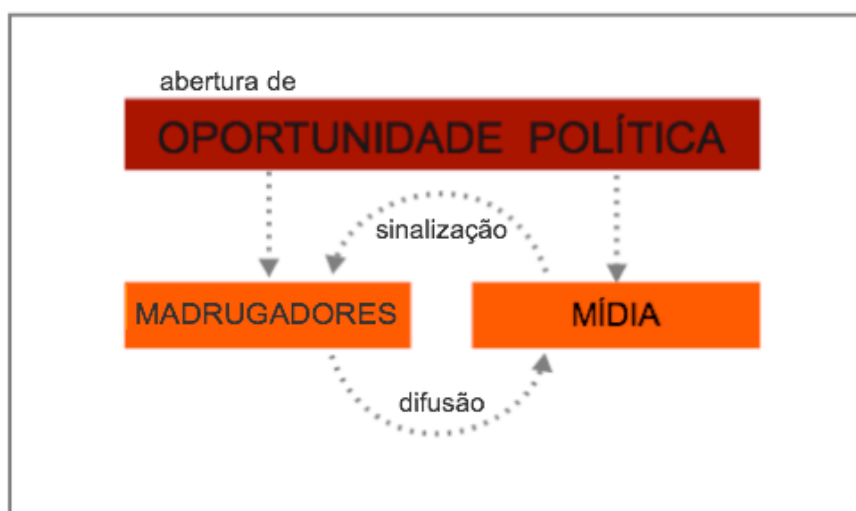 abertura de
OPORTUNIDADE POLÍTICA
sinalização
MADRUGADORES
MÍDIA
difusão